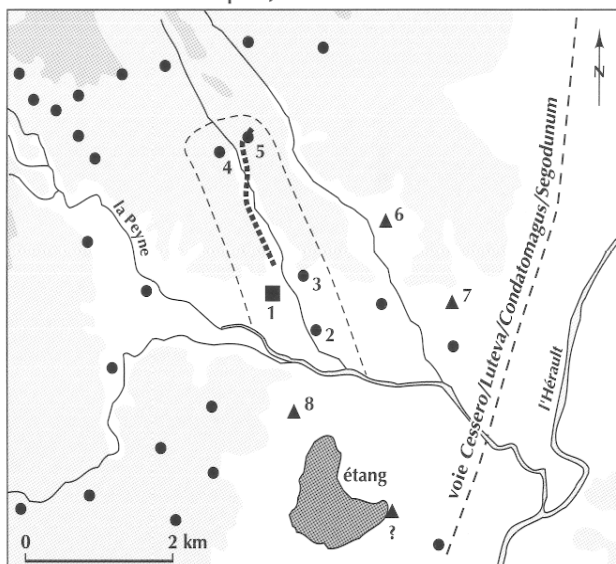 N
5
4
la Peyne
6
3
7
1
2
voie Cessero/Luteva/Condatomagus/Segodunum
l'Hérault
8
étang
?
0 2 km